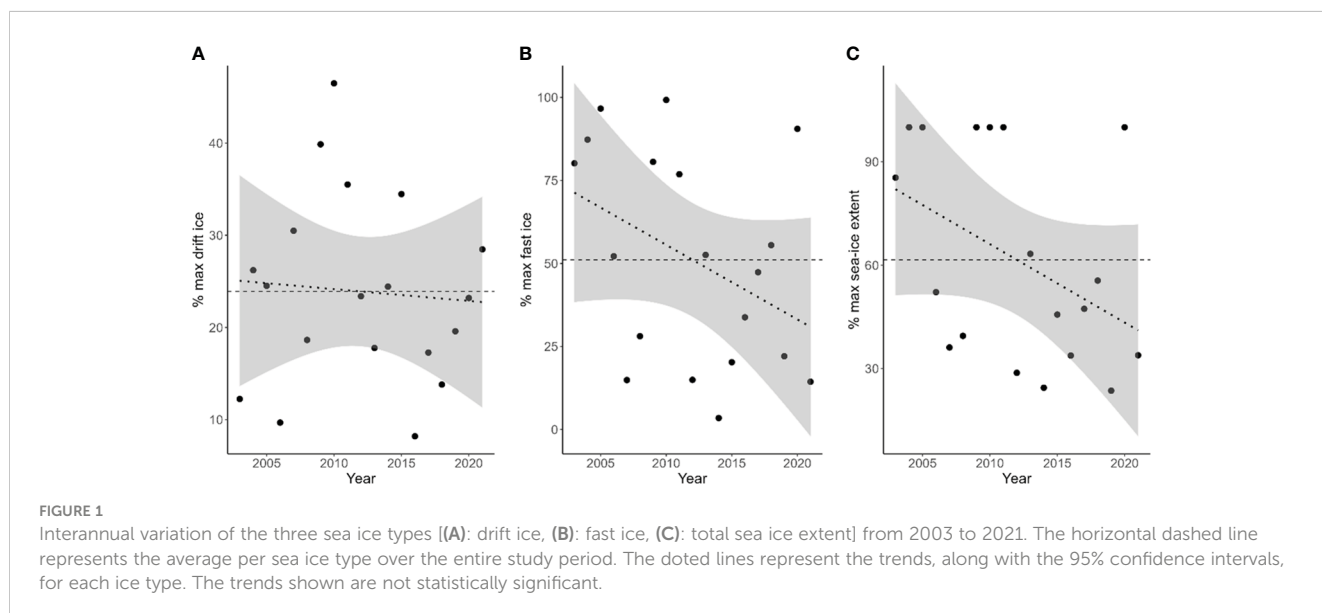 A
B
C
% max drift ice
40
30
20
10
2005 2010 2015 2020
Year
% max fast ice
100
75
50
25
0
2005 2010 2015 2020
Year
% max sea-ice extent
90
60
30
2005 2010 2015 2020
Year
FIGURE 1
Interannual variation of the three sea ice types [(A): drift ice, (B): fast ice, (C): total sea ice extent] from 2003 to 2021. The horizontal dashed line
represents the average per sea ice type over the entire study period. The doted lines represent the trends, along with the 95% confidence intervals,
for each ice type. The trends shown are not statistically significant.